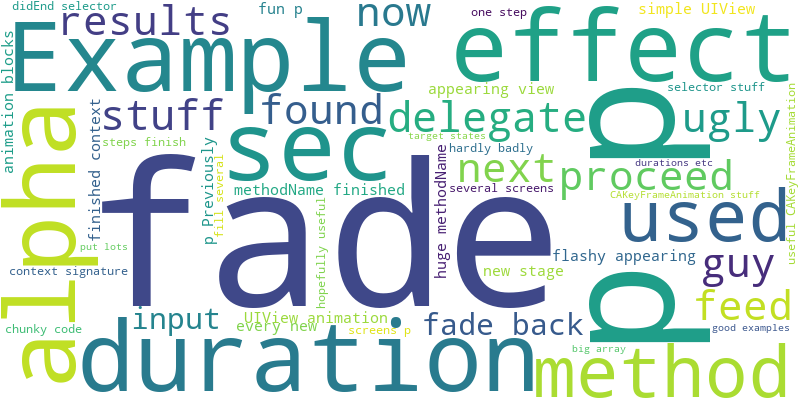 didEnd selector
results
fun p
now
one step
simple UIView
Example
effect
animation blocks
alpha
finished context
stuff
found
appearing view
selector stuff
delegate
p
ugly
useful CAKeyFrameAnimation
steps finish
sec
target states
hardly badly
fade
p Previously
fill several
methodName finished
huge methodName
next
several screens
durations etc
proceed
CAKeyFrameAnimation stuff
used
hopefully useful
put lots
context signature
flashy appearing
new stage
guy
p
feed
chunky code
input
UIView animation
every new
screens p
fade back
good examples
duration
big array
method